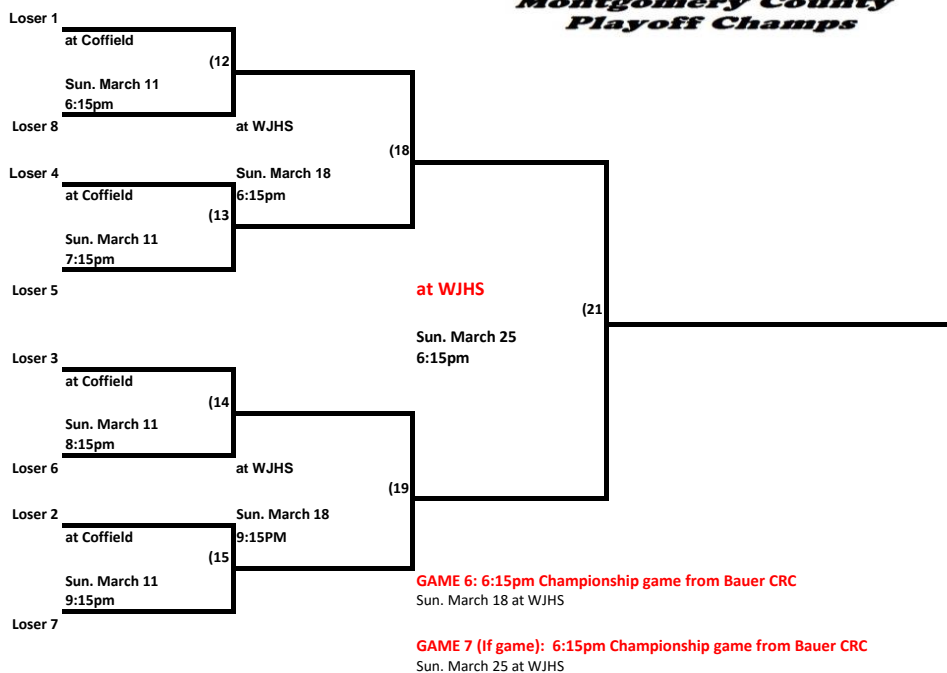 Montgomery County
Playoff Champs
Loser 1
at Coffield
(12
Sun. March 11
6:15pm
Loser 8
at WJHS
(18
Loser 4
Sun. March 18
at Coffield
6:15pm
(13
Sun. March 11
7:15pm
Loser 5
at WJHS
(21
Sun. March 25
6:15pm
Loser 3
at Coffield
(14
Sun. March 11
8:15pm
Loser 6
at WJHS
(19
Loser 2
Sun. March 18
at Coffield
9:15PM
(15
Sun. March 11
9:15pm
Loser 7
GAME 6: 6:15pm Championship game from Bauer CRC
Sun. March 18 at WJHS
GAME 7 (If game): 6:15pm Championship game from Bauer CRC
Sun. March 25 at WJHS